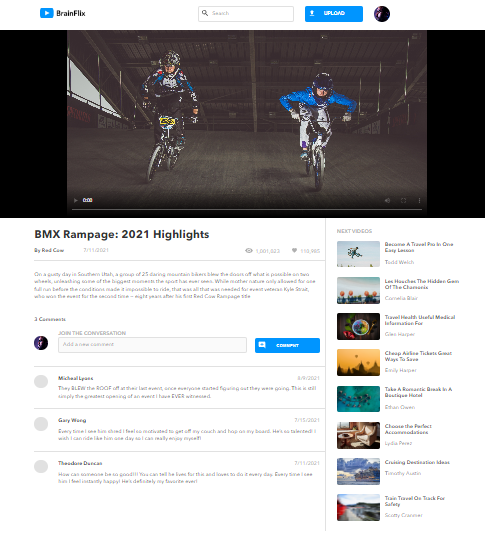 BrainFlix
Search
UPLOAD
0:00
BMX Rampage: 2021 Highlights
By Red Cow
7/11/2021
1,001,023
110,985
On a gusty day in Southern Utah, a group of 25 daring mountain bikers blew the doors off what is possible on two
wheels, unleashing some of the biggest moments the sport has ever seen. While mother nature only allowed for one
full run before the conditions made it impossible to ride, that was all that was needed for event veteran Kyle Strait,
who won the event for the second time -- eight years after his first Red Cow Rampage title
3 Comments
JOIN THE CONVERSATION
Add a new comment
COMMENT
Micheal Lyons
8/9/2021
They BLEW the ROOF off at their last event, once everyone started figuring out they were going. This is still
simply the greatest opening of an event I have EVER witnessed.
Gary Wong
7/15/2021
Every time I see him shred I feel so motivated to get off my couch and hop on my board. He's so talented! I
wish I can ride like him one day so I can really enjoy myself!
Theodore Duncan
7/11/2021
How can someone be so good!!! You can tell he lives for this and loves to do it every day. Every time I see
him I feel instantly happy! He's definitely my favorite ever!
NEXT VIDEOS
Become A Travel Pro In One
Easy Lesson
Todd Welch
Les Houches The Hidden Gem
Of The Chamonix
Cornelia Blair
Travel Health Useful Medical
Information For
Glen Harper
Cheap Airline Tickets Great
Ways To Save
Emily Harper
Take A Romantic Break In A
Boutique Hotel
Ethan Owen
Choose the Perfect
Accommodations
Lydia Perez
Cruising Destination Ideas
Timothy Austin
Train Travel On Track For
Safety
Scotty Cranmer